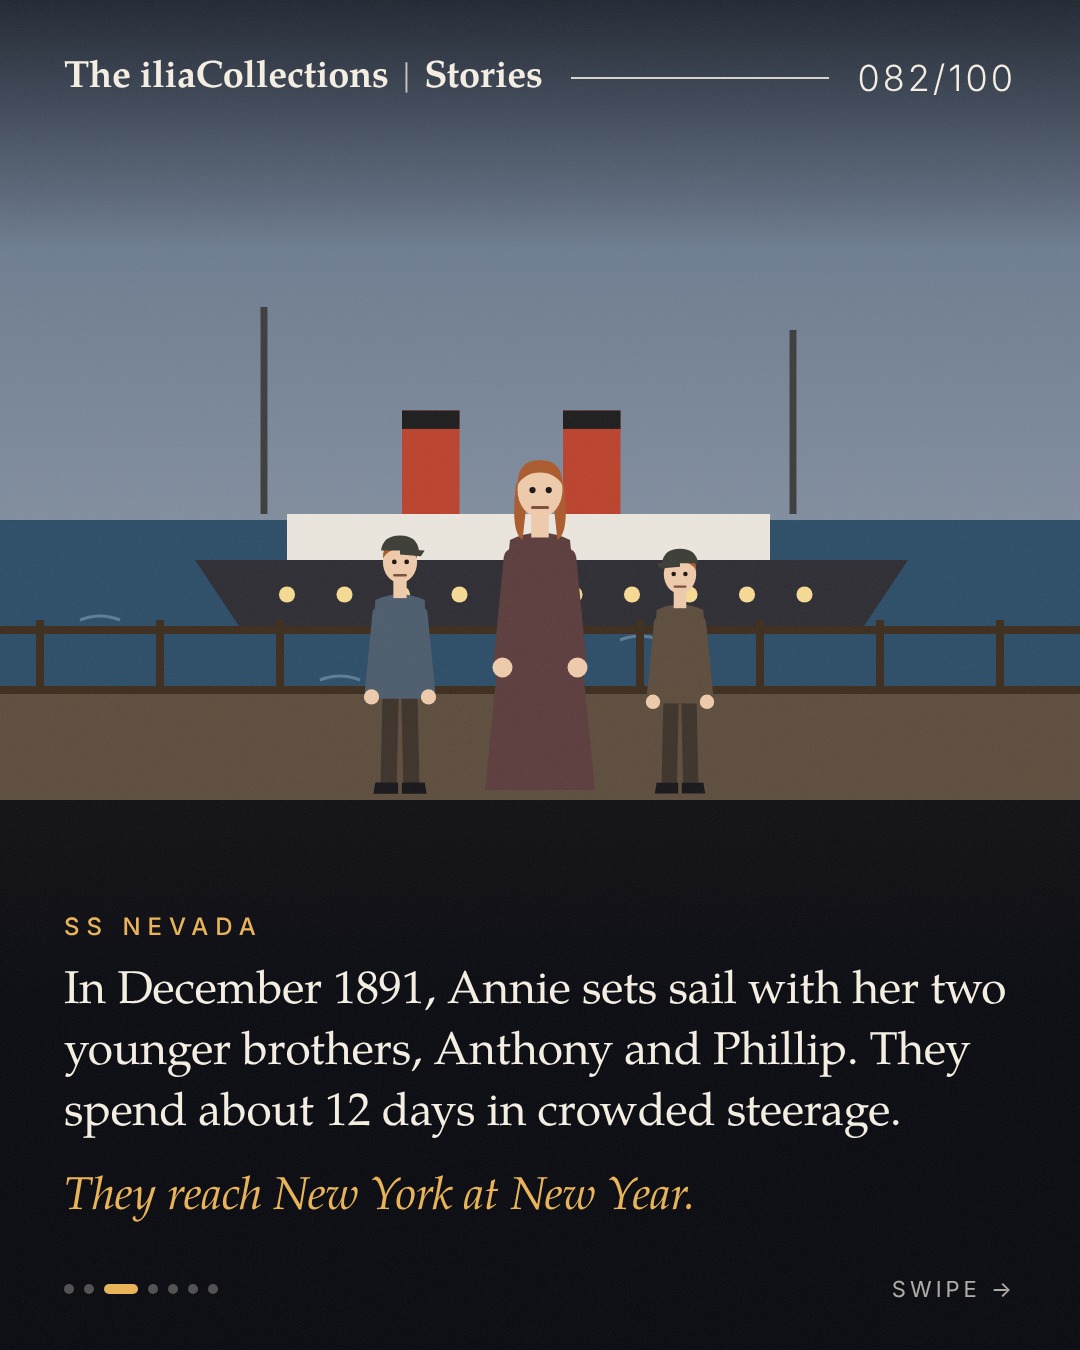 The iliaCollections | Stories 082/100
SS NEVADA
In December 1891, Annie sets sail with her two
younger brothers, Anthony and Phillip. They
spend about 12 days in crowded steerage.
They reach New York at New Year.
SWIPE →